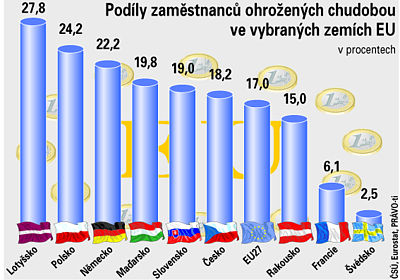 Podíly zaměstnanců ohrožených chudobou
ve vybraných zemích EU
v procentech
27,8
24,2
22,2
19,8
19,0
18,2
17,0
15,0
6,1
2,5
EU
Lotyšsko
Polsko
Německo
Maďarsko
Slovensko
Česko
EU27
Rakousko
Francie
Švédsko
ČSÚ, Eurostat, PRÁVO-ti